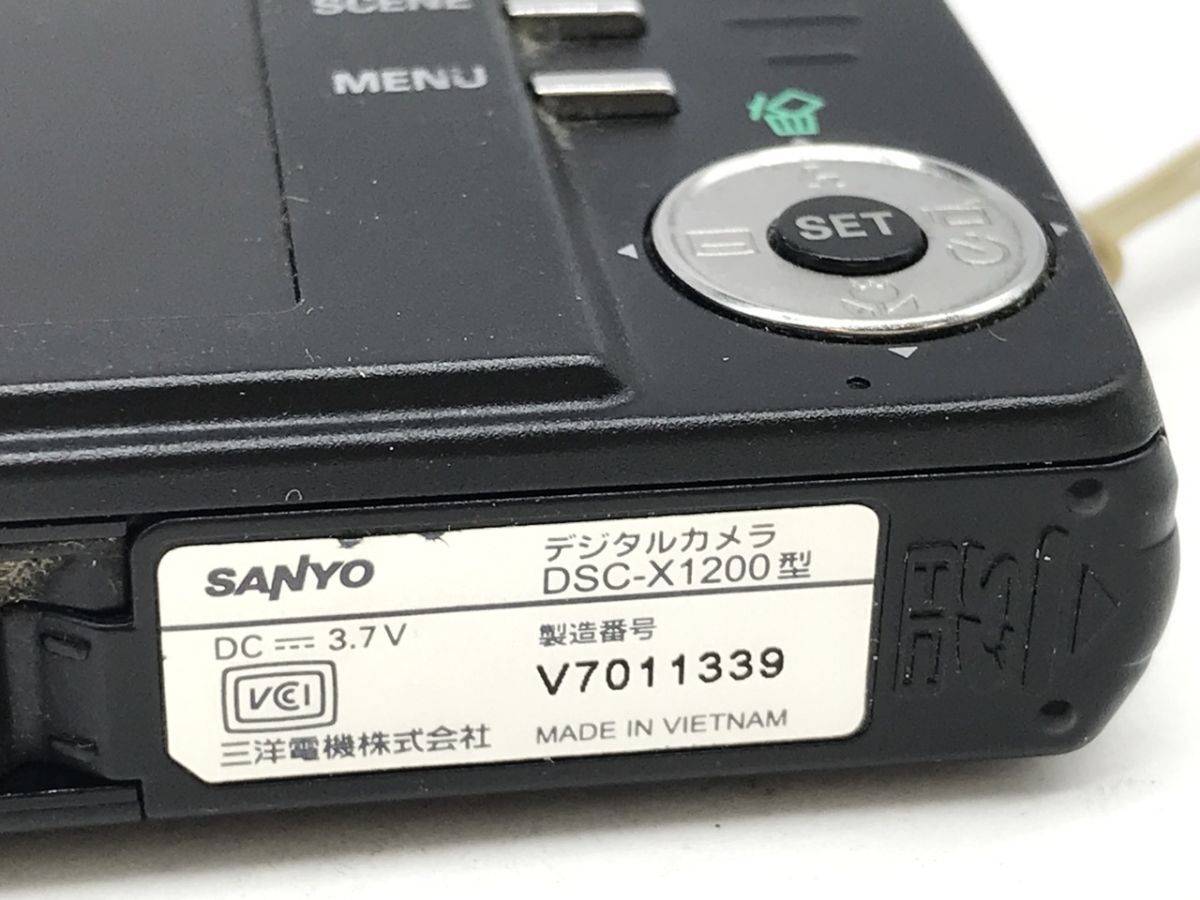 SCENE
MENU
SET
SANYO
デジタルカメラ
DSC-X1200型
DC ⎓ 3.7V
製造番号
V7011339
VCCI
三洋電機株式会社
MADE IN VIETNAM
SDHC